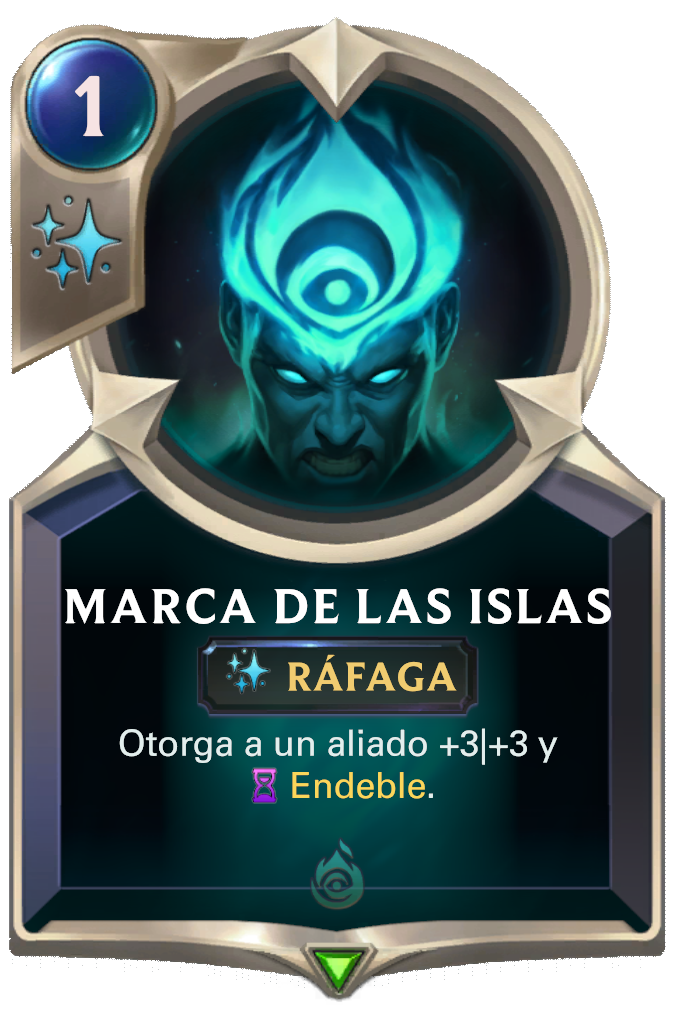 1
MARCA DE LAS ISLAS
RÁFAGA
Otorga a un aliado +3|+3 y
Endeble.